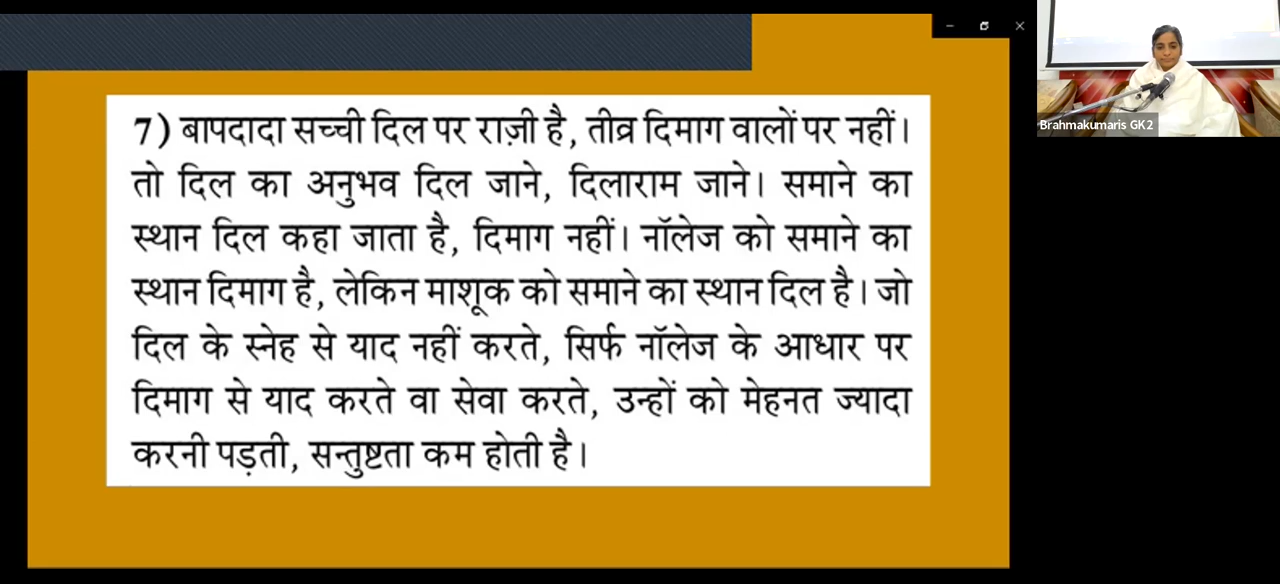 7) बापदादा सच्ची दिल पर राज़ी है, तीव्र दिमाग वालों पर नहीं।
तो दिल का अनुभव दिल जाने, दिलाराम जाने। समाने का
स्थान दिल कहा जाता है, दिमाग नहीं। नॉलेज को समाने का
स्थान दिमाग है, लेकिन माशूक को समाने का स्थान दिल है। जो
दिल के स्नेह से याद नहीं करते, सिर्फ नॉलेज के आधार पर
दिमाग से याद करते वा सेवा करते, उन्हों को मेहनत ज्यादा
करनी पड़ती, सन्तुष्टता कम होती है।
Brahmakumaris GK2